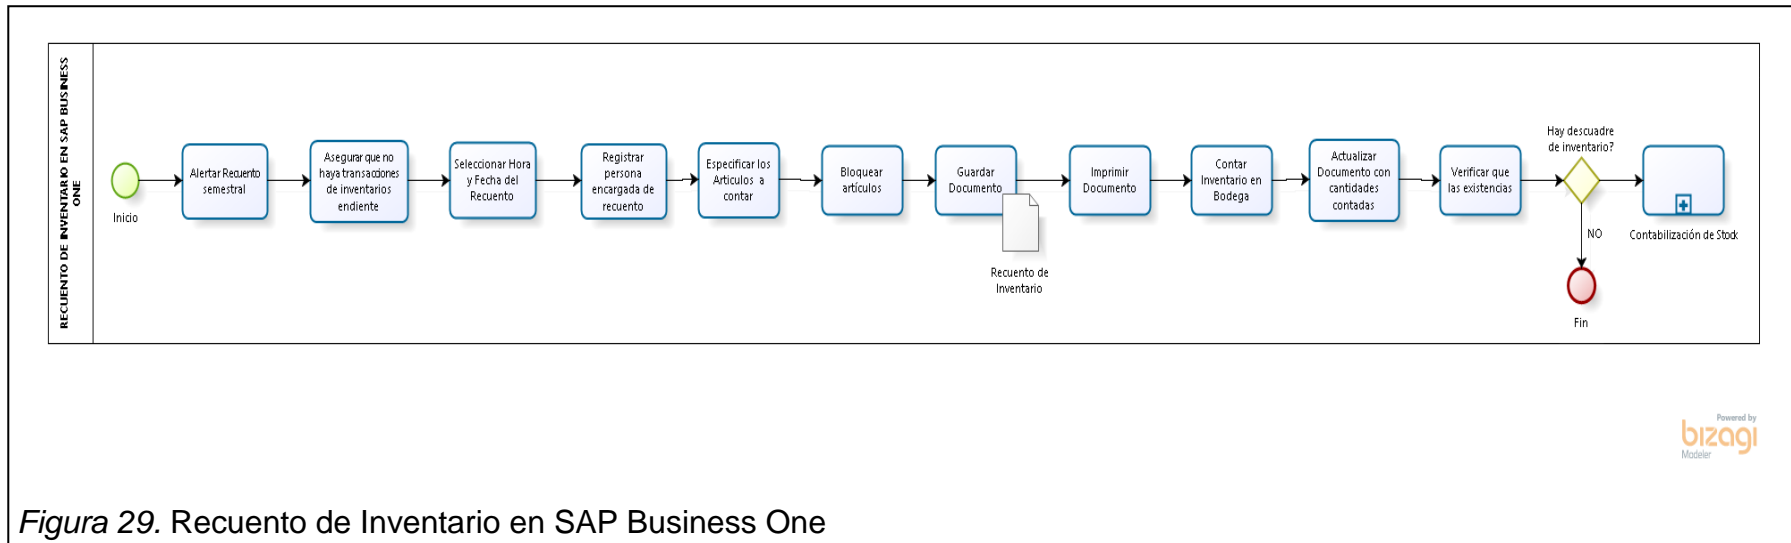 RECUENTO DE INVENTARIO EN SAP BUSINESS
ONE
Inicio
Alertar Recuento
semestral
Asegurar que no
haya transacciones
de inventarios
endiente
Seleccionar Hora
y Fecha del
Recuento
Registrar
persona
encargada de
recuento
Especificar los
Articulos a
contar
Bloquear
artículos
Guardar
Documento
Recuento de
Inventario
Imprimir
Documento
Contar
Inventario en
Bodega
Actualizar
Documento con
cantidades
contadas
Verificar que
las existencias
Hay descuadre
de inventario?
NO
Fin
Contabilización de Stock
Powered by
bizagi
Modeler
Figura 29. Recuento de Inventario en SAP Business One